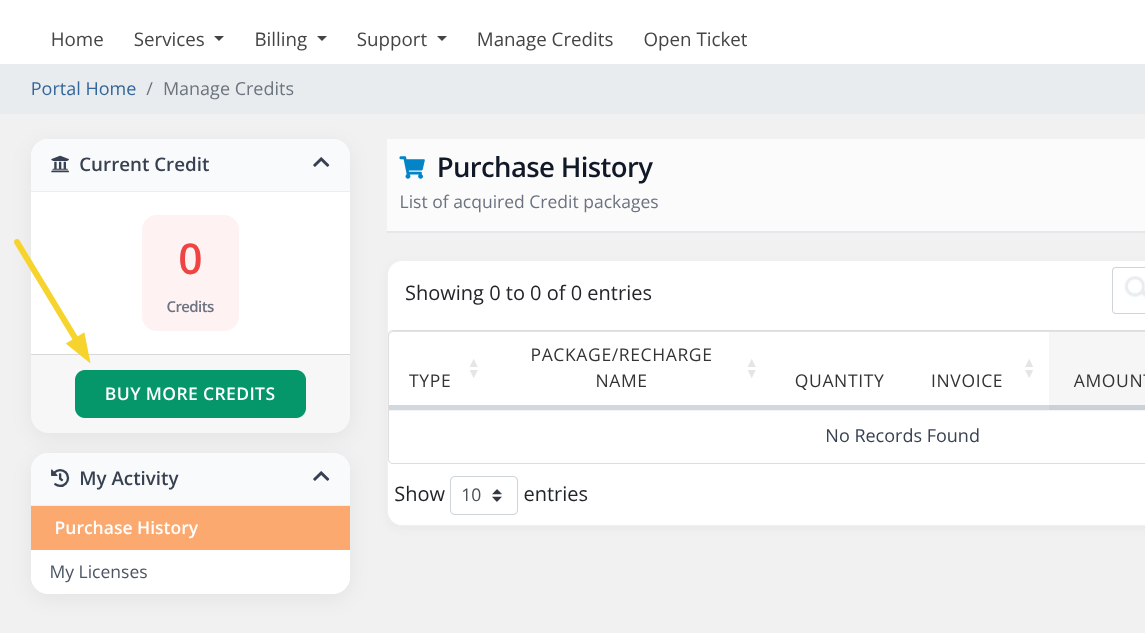 Home Services Billing Support Manage Credits Open Ticket
Portal Home / Manage Credits
Current Credit
0
Credits
BUY MORE CREDITS
My Activity
Purchase History
My Licenses
Purchase History
List of acquired Credit packages
Showing 0 to 0 of 0 entries
TYPE PACKAGE/RECHARGE
NAME QUANTITY INVOICE AMOUNT
No Records Found
Show 10 entries